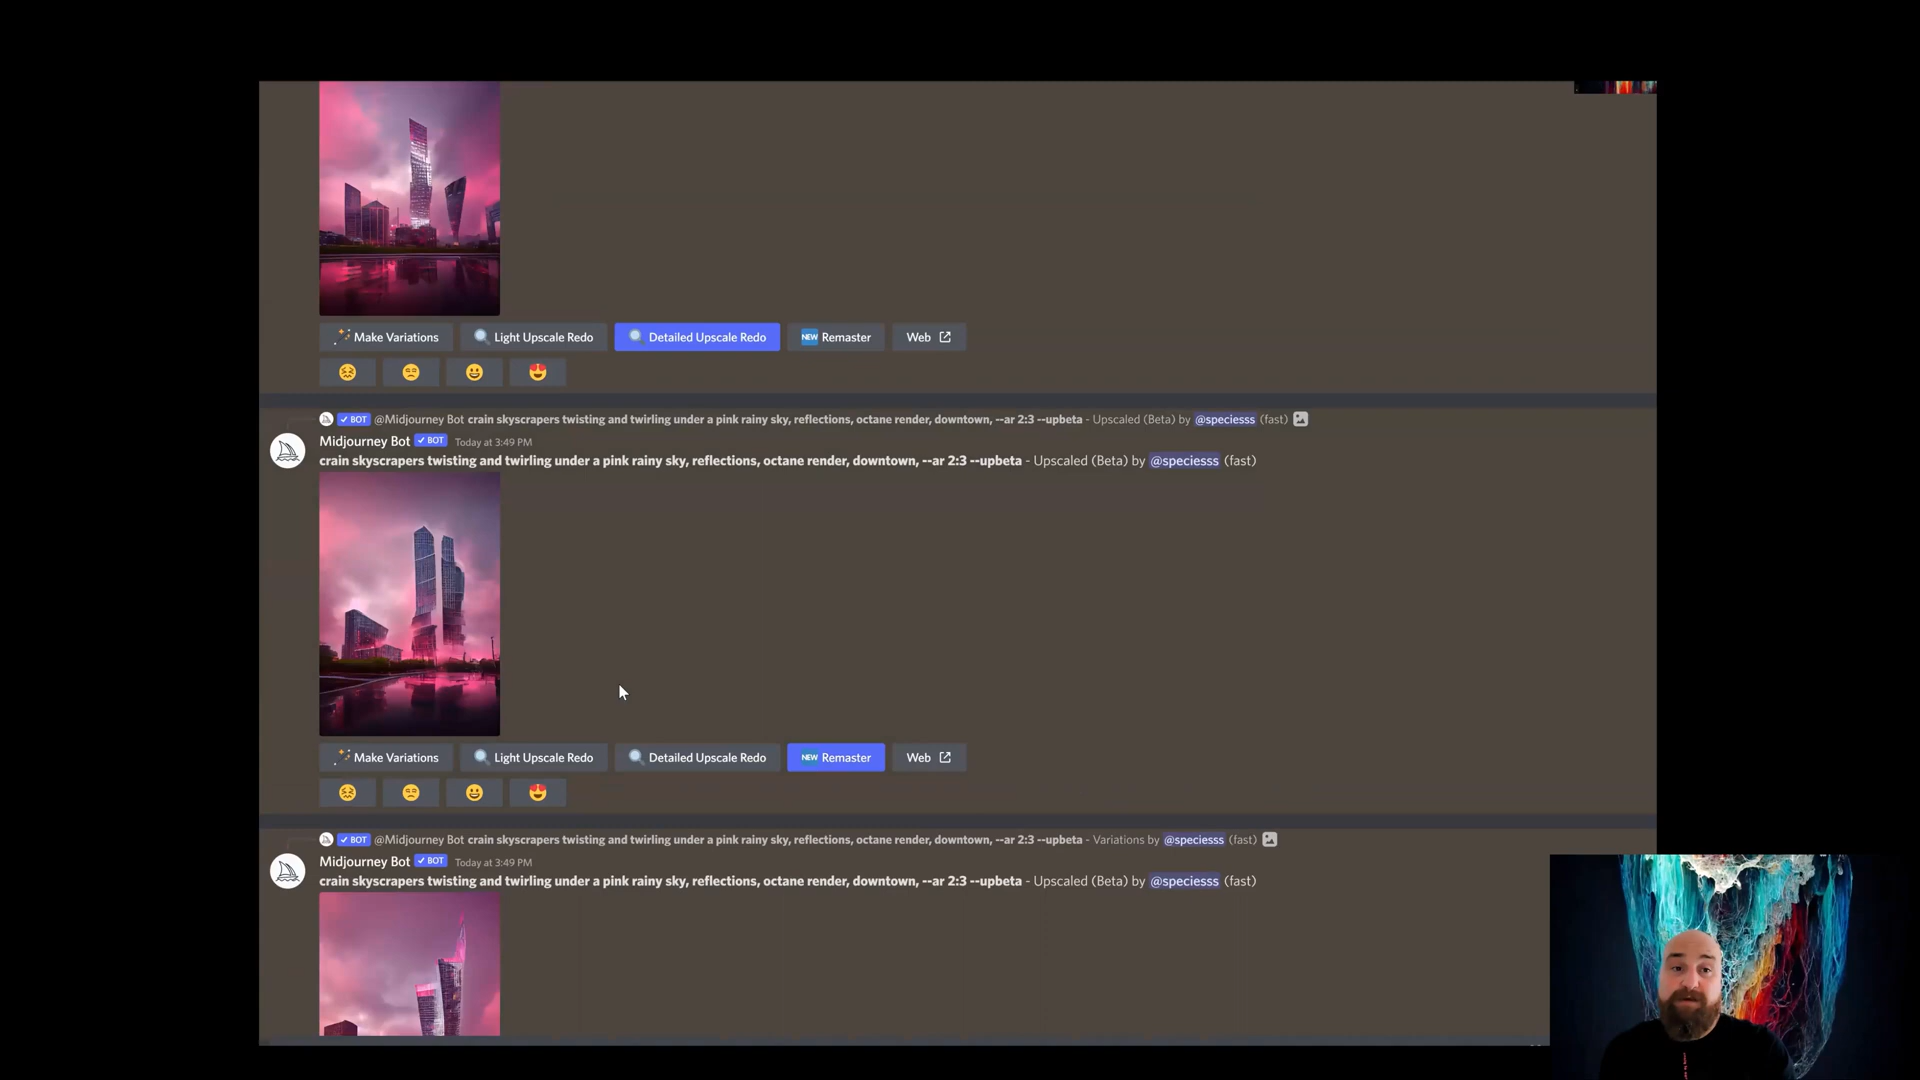 Make Variations Light Upscale Redo Detailed Upscale Redo NEW Remaster Web
BOT @Midjourney Bot crain skyscrapers twisting and twirling under a pink rainy sky, reflections, octane render, downtown, --ar 2:3 --upbeta - Upscaled (Beta) by @speciesss (fast)
Midjourney Bot BOT Today at 3:49 PM
crain skyscrapers twisting and twirling under a pink rainy sky, reflections, octane render, downtown, --ar 2:3 --upbeta - Upscaled (Beta) by @speciesss (fast)
Make Variations Light Upscale Redo Detailed Upscale Redo NEW Remaster Web
BOT @Midjourney Bot crain skyscrapers twisting and twirling under a pink rainy sky, reflections, octane render, downtown, --ar 2:3 --upbeta - Variations by @speciesss (fast)
Midjourney Bot BOT Today at 3:49 PM
crain skyscrapers twisting and twirling under a pink rainy sky, reflections, octane render, downtown, --ar 2:3 --upbeta - Upscaled (Beta) by @speciesss (fast)